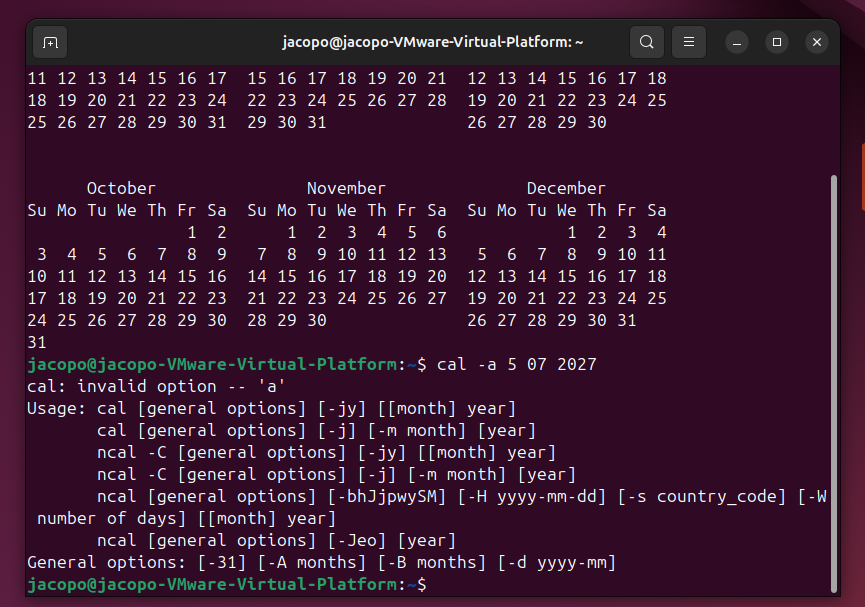 jacopo@jacopo-VMware-Virtual-Platform: ~
11 12 13 14 15 16 17  15 16 17 18 19 20 21  12 13 14 15 16 17 18
18 19 20 21 22 23 24  22 23 24 25 26 27 28  19 20 21 22 23 24 25
25 26 27 28 29 30 31  29 30 31              26 27 28 29 30
      October               November              December
Su Mo Tu We Th Fr Sa  Su Mo Tu We Th Fr Sa  Su Mo Tu We Th Fr Sa
                1  2      1  2  3  4  5  6            1  2  3  4
 3  4  5  6  7  8  9   7  8  9 10 11 12 13   5  6  7  8  9 10 11
10 11 12 13 14 15 16  14 15 16 17 18 19 20  12 13 14 15 16 17 18
17 18 19 20 21 22 23  21 22 23 24 25 26 27  19 20 21 22 23 24 25
24 25 26 27 28 29 30  28 29 30              26 27 28 29 30 31
31
jacopo@jacopo-VMware-Virtual-Platform:~$ cal -a 5 07 2027
cal: invalid option -- 'a'
Usage: cal [general options] [-jy] [[month] year]
       cal [general options] [-j] [-m month] [year]
       ncal -C [general options] [-jy] [[month] year]
       ncal -C [general options] [-j] [-m month] [year]
       ncal [general options] [-bhJjpwySM] [-H yyyy-mm-dd] [-s country_code] [-W
 number of days] [[month] year]
       ncal [general options] [-Jeo] [year]
General options: [-31] [-A months] [-B months] [-d yyyy-mm]
jacopo@jacopo-VMware-Virtual-Platform:~$